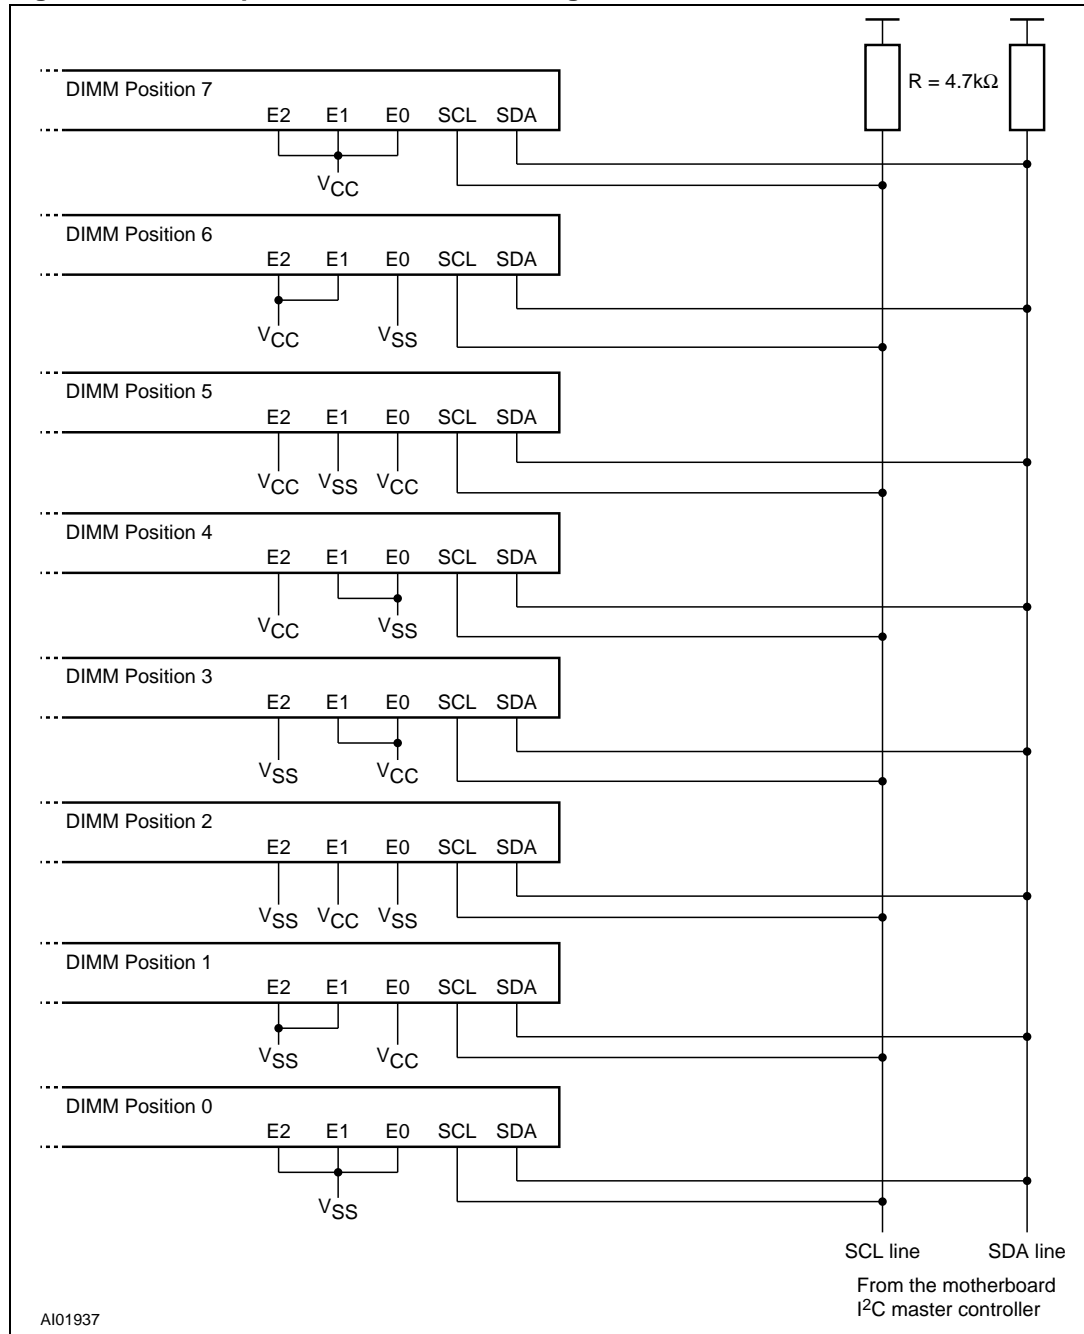 R = 4.7kΩ
DIMM Position 7
E2 E1 E0 SCL SDA
VCC
DIMM Position 6
E2 E1 E0 SCL SDA
VCC VSS
DIMM Position 5
E2 E1 E0 SCL SDA
VCC VSS VCC
DIMM Position 4
E2 E1 E0 SCL SDA
VCC VSS
DIMM Position 3
E2 E1 E0 SCL SDA
VSS VCC
DIMM Position 2
E2 E1 E0 SCL SDA
VSS VCC VSS
DIMM Position 1
E2 E1 E0 SCL SDA
VSS VCC
DIMM Position 0
E2 E1 E0 SCL SDA
VSS
SCL line SDA line
From the motherboard
I2C master controller
AI01937